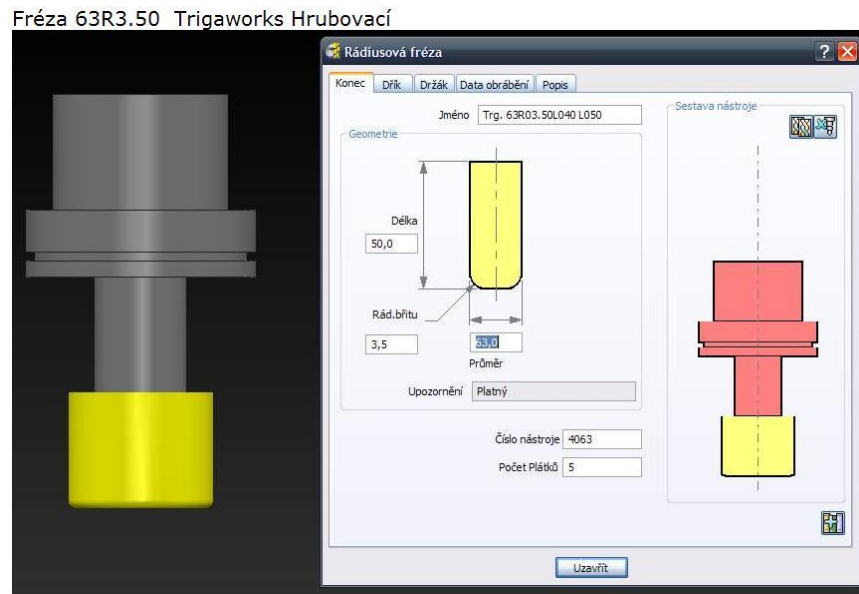 Fréza 63R3.50 Trigaworks Hrubovací
Rádiusová fréza
Konec Dřík Držák Data obrábění Popis
Jméno Trg. 63R03.50L040 L050
Sestava nástroje
Geometrie
Délka
50,0
Rád.břitu
3,5
63,0
Průměr
Upozornění Platný
Číslo nástroje 4063
Počet Plátků 5
Uzavřít